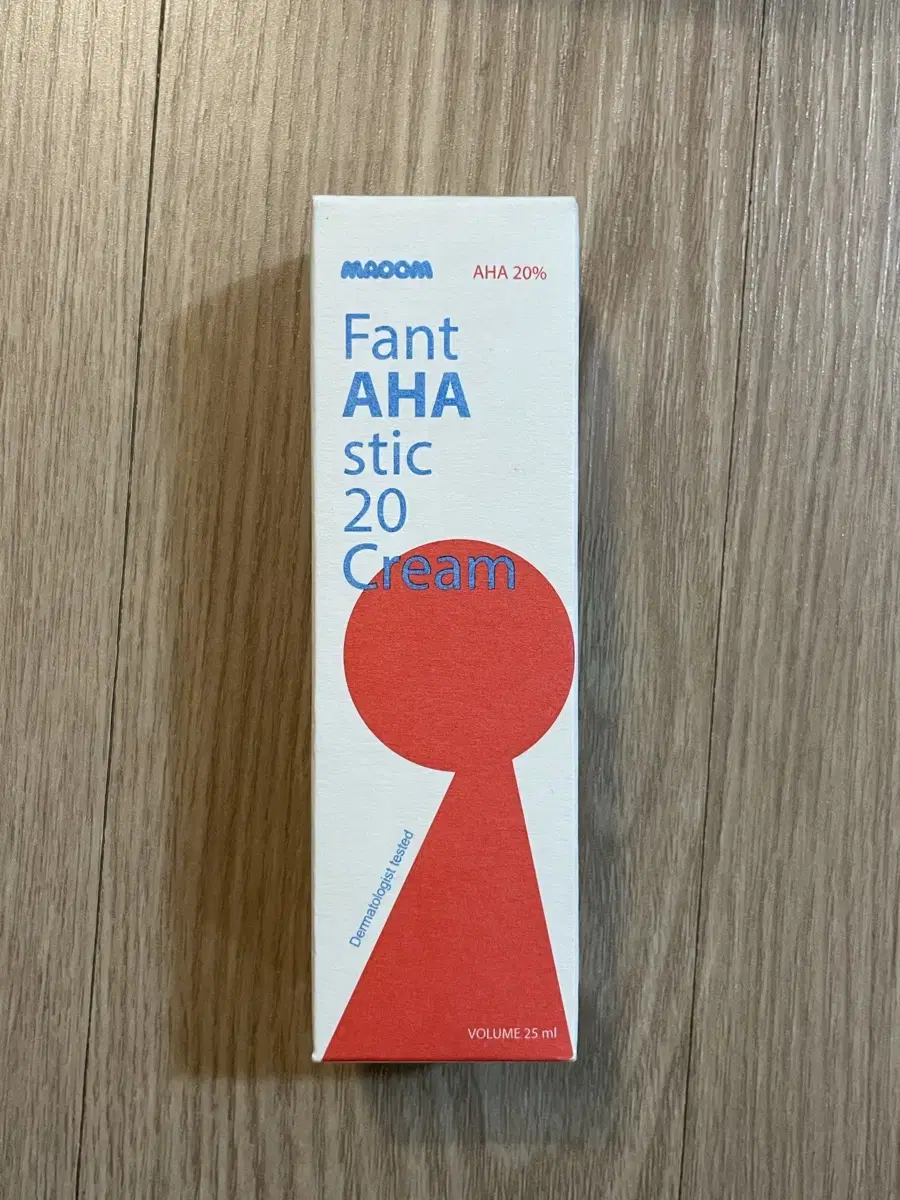 MAOOM
AHA 20%
Fant
AHA
stic
20
Cream
Dermatologist tested
VOLUME 25 ml